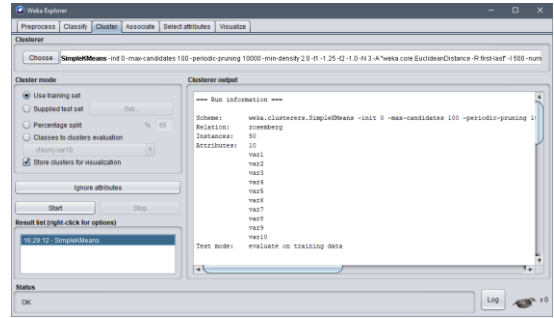 Weka Explorer
Preprocess Classify Cluster Associate Select attributes Visualize
Clusterer
Choose SimpleKMeans -init 0 -max-candidates 100 -periodic-pruning 10000 -min-density 2.0 -t1 -1.25 -t2 -1.0 -N 3 -A "weka.core.EuclideanDistance -R first-last" -I 500 -num
Cluster mode
Use training set
Supplied test set Set...
Percentage split % 66
Classes to clusters evaluation
(Num) var10
Store clusters for visualization
Ignore attributes
Start Stop
Result list (right-click for options)
16:29:12 - SimpleKMeans
Clusterer output
=== Run information ===
Scheme: weka.clusterers.SimpleKMeans -init 0 -max-candidates 100 -periodic-pruning
Relation: rosemberg
Instances: 50
Attributes: 10
var1
var2
var3
var4
var5
var6
var7
var8
var9
var10
Test mode: evaluate on training data
Status
OK
Log x 0